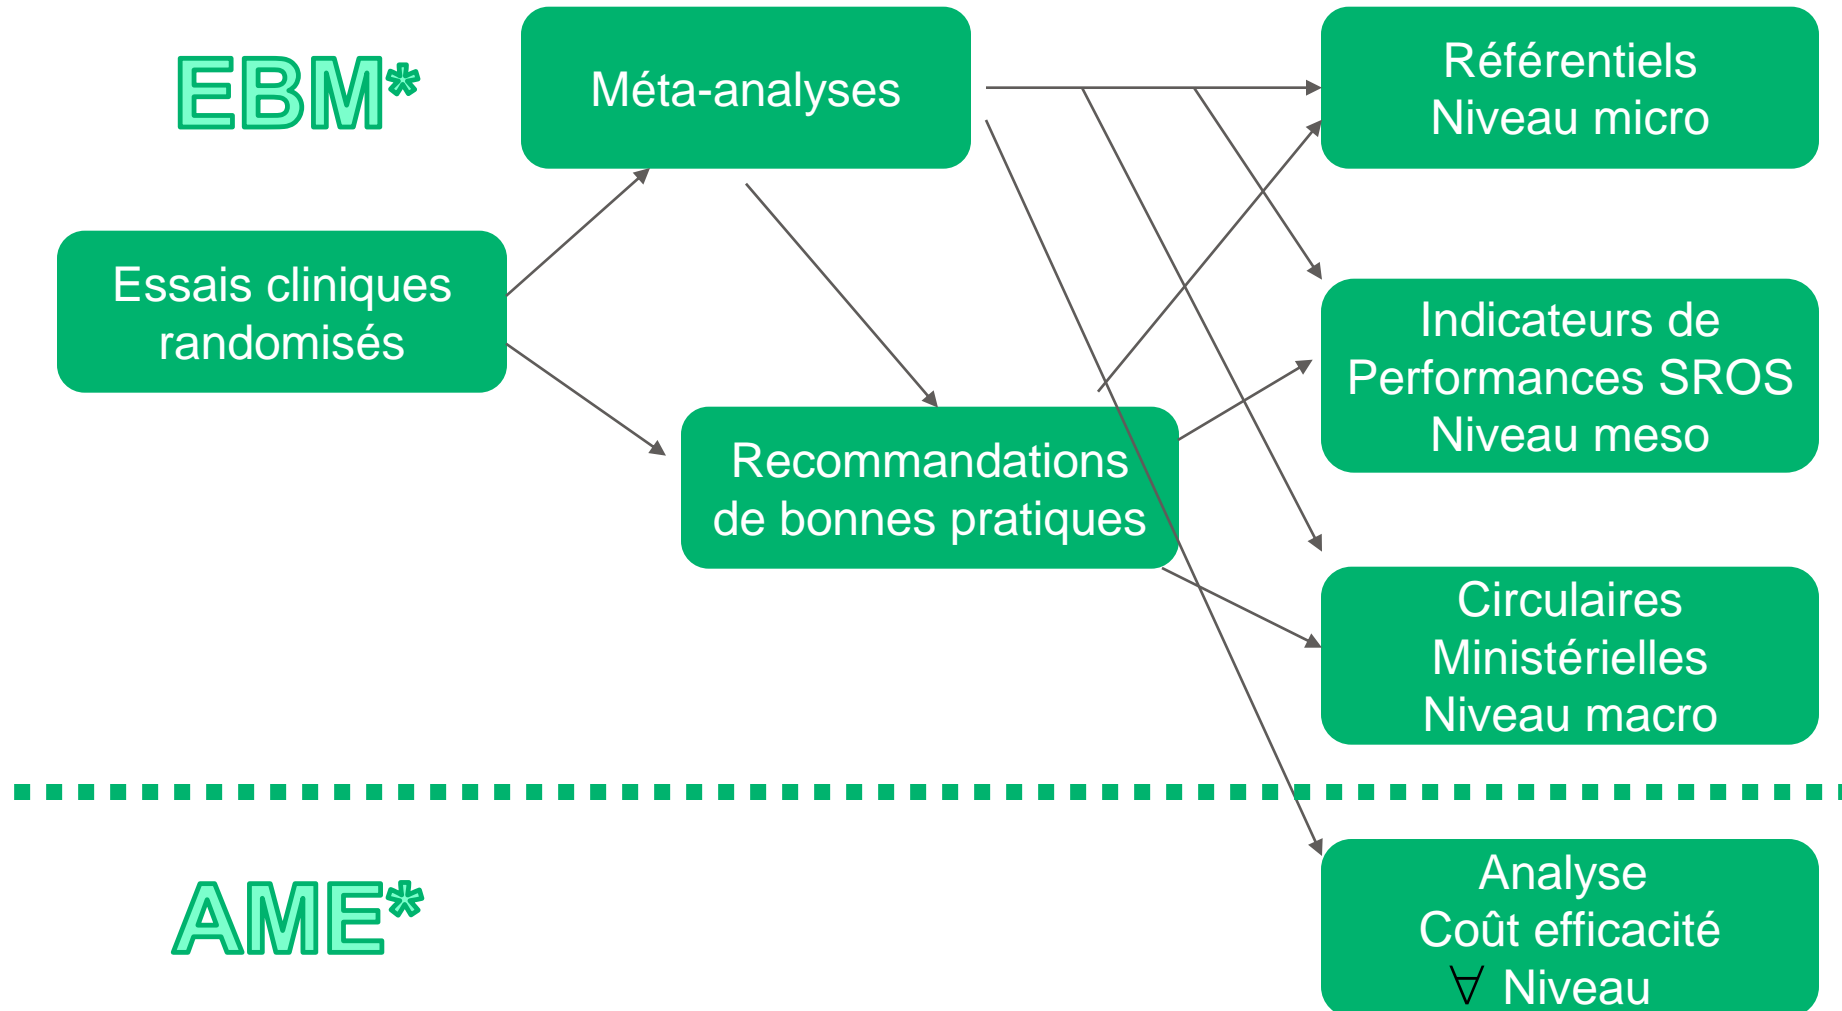 EBM*
Méta-analyses
Référentiels
Niveau micro
Essais cliniques
randomisés
Indicateurs de
Performances SROS
Niveau meso
Recommandations
de bonnes pratiques
Circulaires
Ministérielles
Niveau macro
AME*
Analyse
Coût efficacité
∀ Niveau